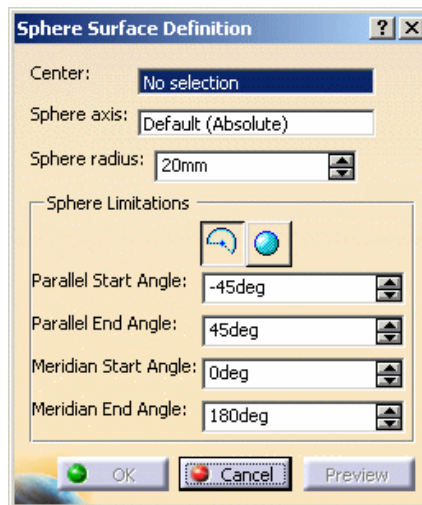 Sphere Surface Definition
Center: No selection
Sphere axis: Default (Absolute)
Sphere radius: 20mm
Sphere Limitations
Parallel Start Angle: -45deg
Parallel End Angle: 45deg
Meridian Start Angle: 0deg
Meridian End Angle: 180deg
OK Cancel Preview